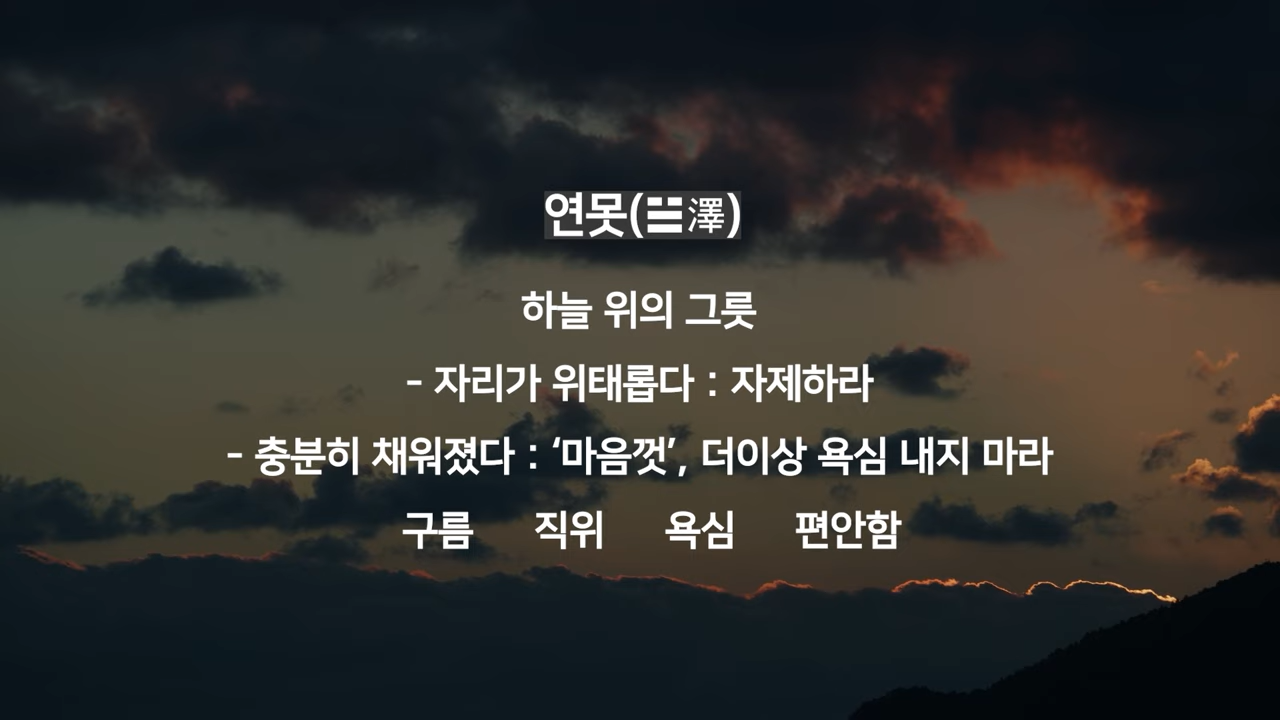 연못(☱澤)
하늘 위의 그릇
- 자리가 위태롭다 : 자제하라
- 충분히 채워졌다 : ‘마음껏’, 더이상 욕심 내지 마라
구름 직위 욕심 편안함